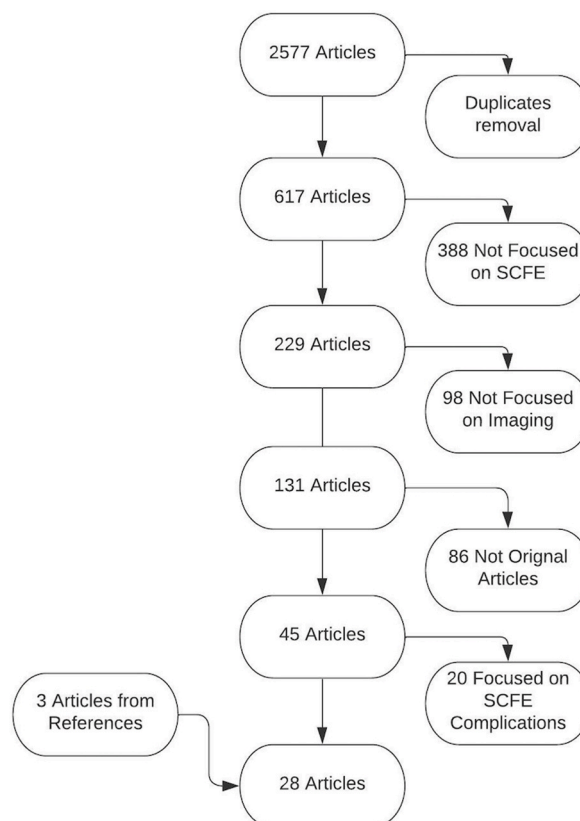 2577 Articles
Duplicates
removal
617 Articles
388 Not Focused
on SCFE
229 Articles
98 Not Focused
on Imaging
131 Articles
86 Not Orignal
Articles
45 Articles
20 Focused on
SCFE
Complications
3 Articles from
References
28 Articles